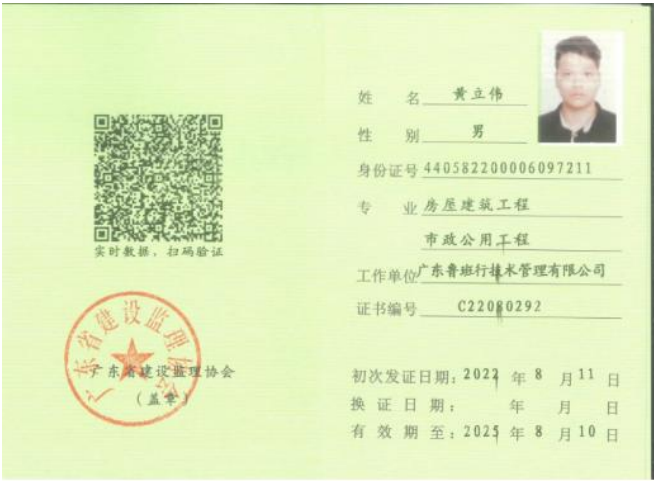 实时数据，扫码验证
广东省建设监理协会
广东省建设监理协会
（盖章）
姓 名 黄立伟
性 别 男
身份证号 440582200006097211
专 业 房屋建筑工程
市政公用工程
工作单位 广东鲁班行技术管理有限公司
证书编号 C22080292
初次发证日期：2022 年 8 月 11 日
换 证 日 期： 年 月 日
有 效 期 至：2025 年 8 月 10 日